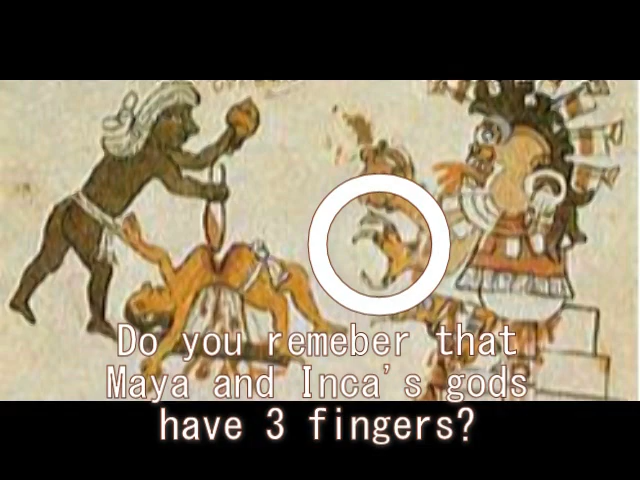 Do you remeber that
Maya and Inca's gods
have 3 fingers?